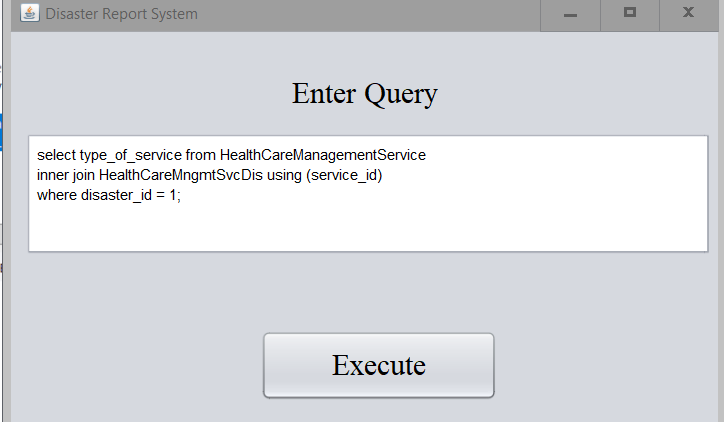 Disaster Report System
Enter Query
select type_of_service from HealthCareManagementService
inner join HealthCareMngmtSvcDis using (service_id)
where disaster_id = 1;
Execute